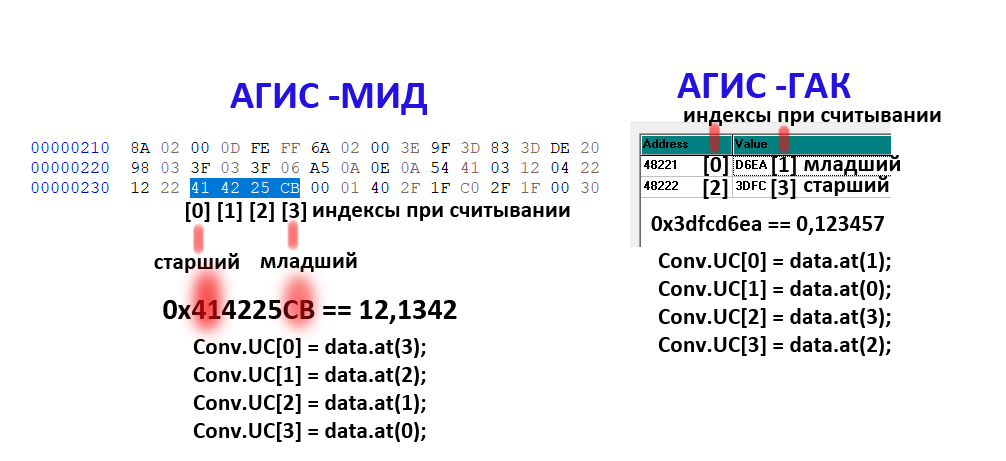 АГИС -МИД
00000210 8A 02 00 0D FE FF 6A 02 00 3E 9F 3D 83 3D DE 20
00000220 98 03 3F 03 3F 06 A5 0A 0E 0A 54 41 03 12 04 22
00000230 12 22 41 42 25 CB 00 01 40 2F 1F C0 2F 1F 00 30
[0] [1] [2] [3] индексы при считывании
старший младший
0x414225CB == 12,1342
Conv.UC[0] = data.at(3);
Conv.UC[1] = data.at(2);
Conv.UC[2] = data.at(1);
Conv.UC[3] = data.at(0);
АГИС -ГАК
индексы при считывании
Address Value
48221 [0] D6EA [1] младший
48222 [2] 3DFC [3] старший
0x3dfcd6ea == 0,123457
Conv.UC[0] = data.at(1);
Conv.UC[1] = data.at(0);
Conv.UC[2] = data.at(3);
Conv.UC[3] = data.at(2);